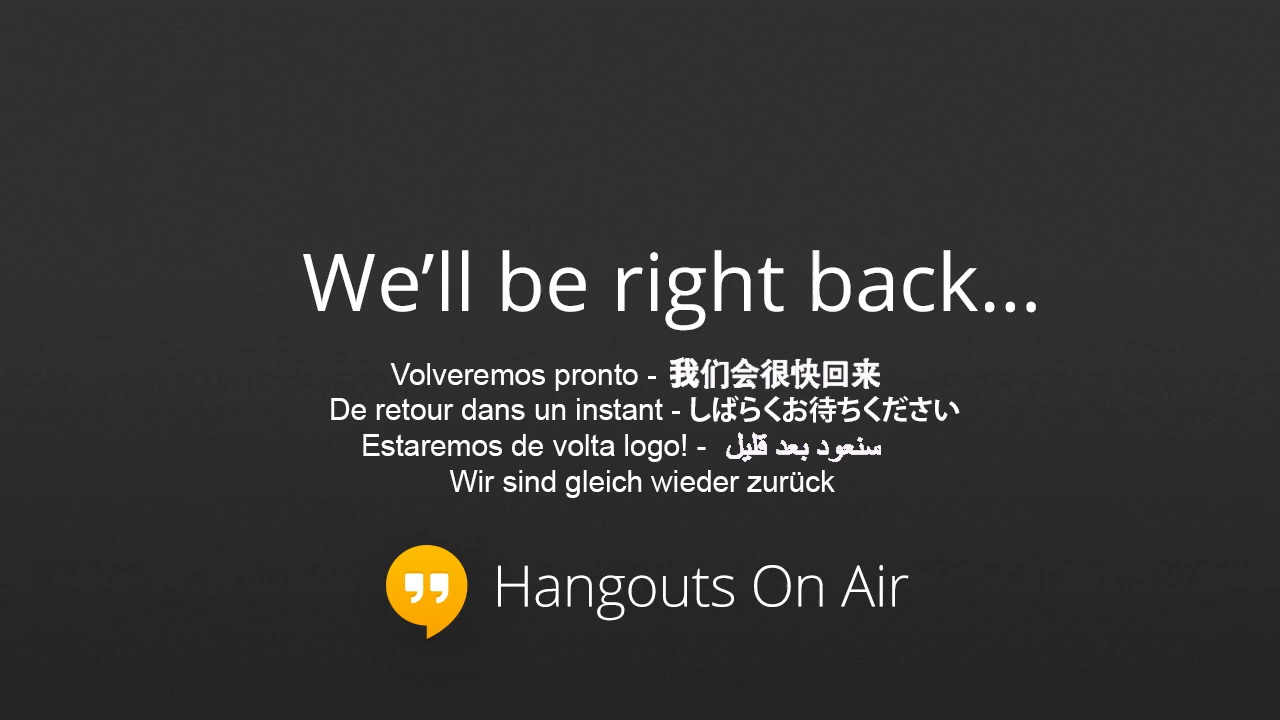 We’ll be right back...
Volveremos pronto - 我们会很快回来
De retour dans un instant - しばらくお待ちください
Estaremos de volta logo! - سنعود بعد قليل
Wir sind gleich wieder zurück
Hangouts On Air